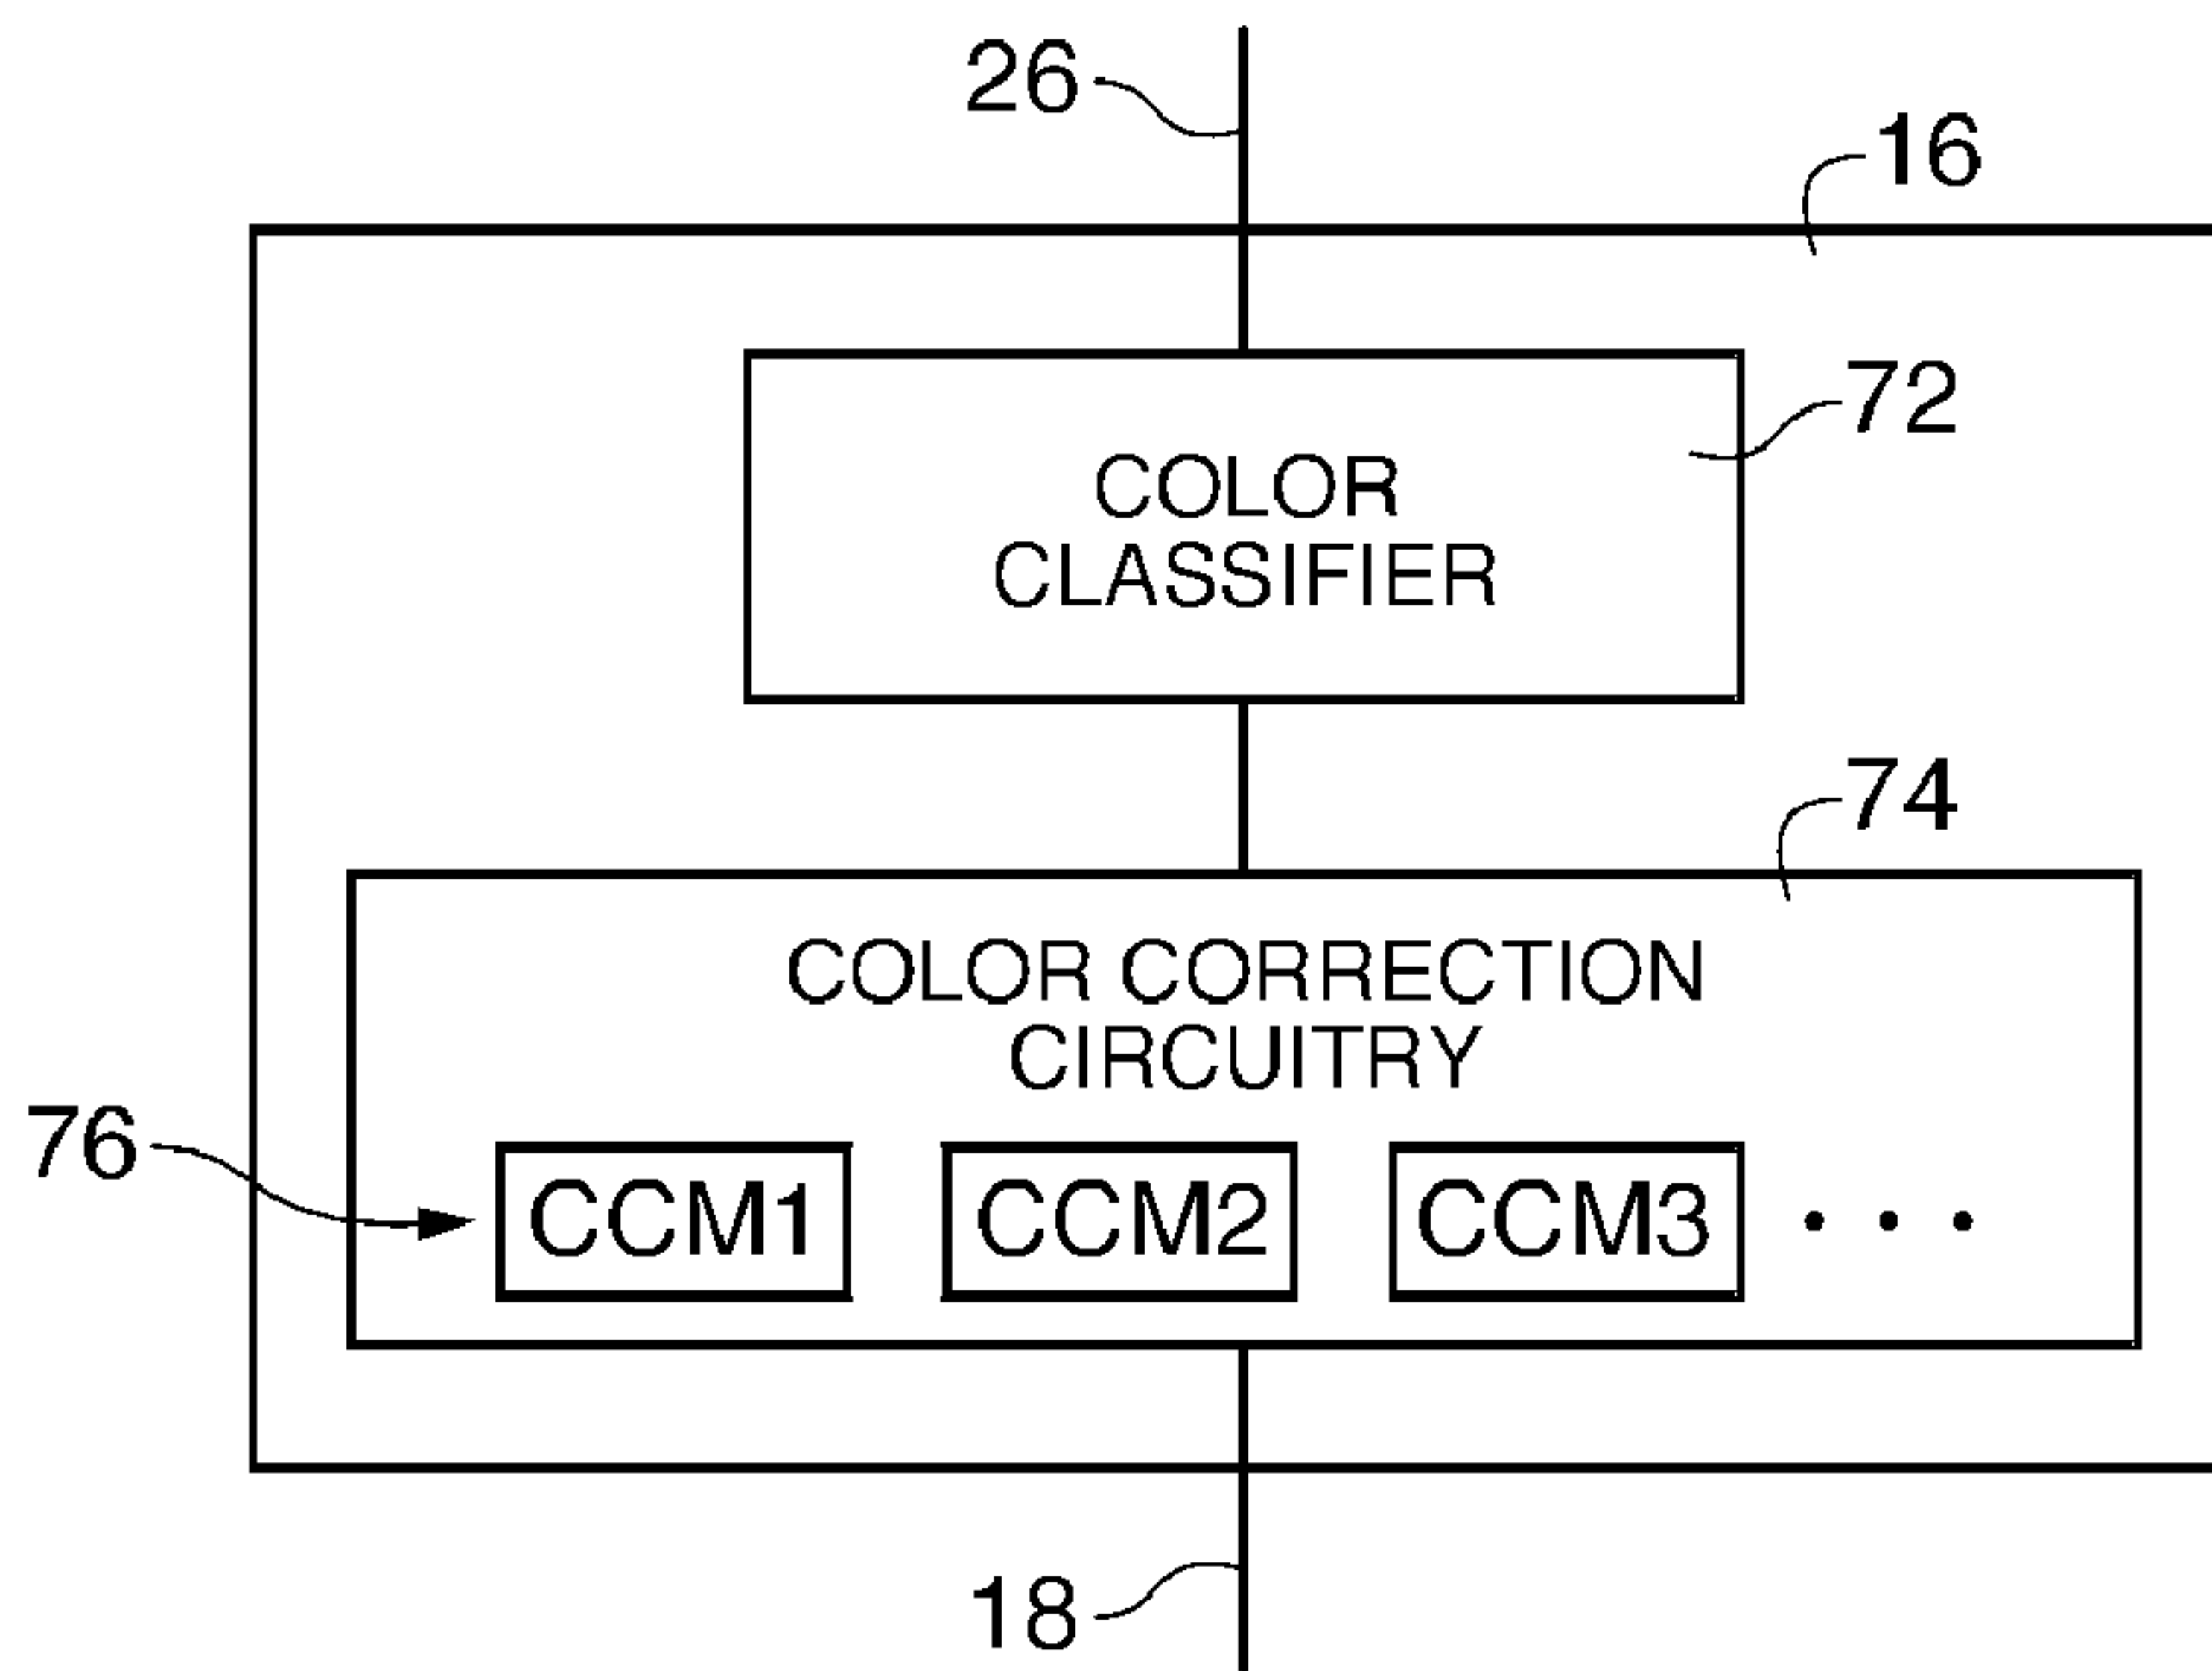 26
16
72
COLOR
CLASSIFIER
74
COLOR CORRECTION
CIRCUITRY
76
CCM1 CCM2 CCM3 • • •
18